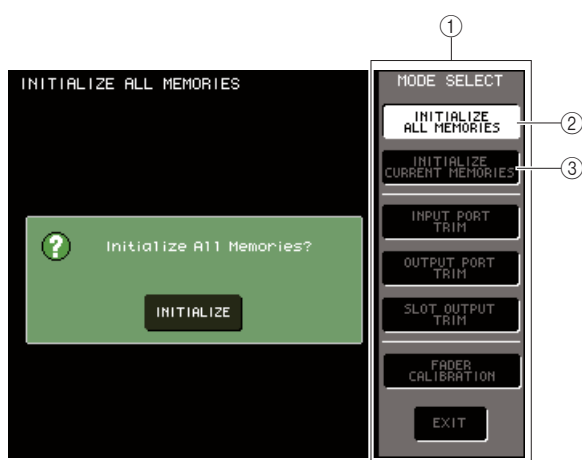 ①
INITIALIZE ALL MEMORIES
MODE SELECT
INITIALIZE
ALL MEMORIES
②
INITIALIZE
CURRENT MEMORIES
③
INPUT PORT
TRIM
? Initialize All Memories?
OUTPUT PORT
TRIM
INITIALIZE
SLOT OUTPUT
TRIM
FADER
CALIBRATION
EXIT